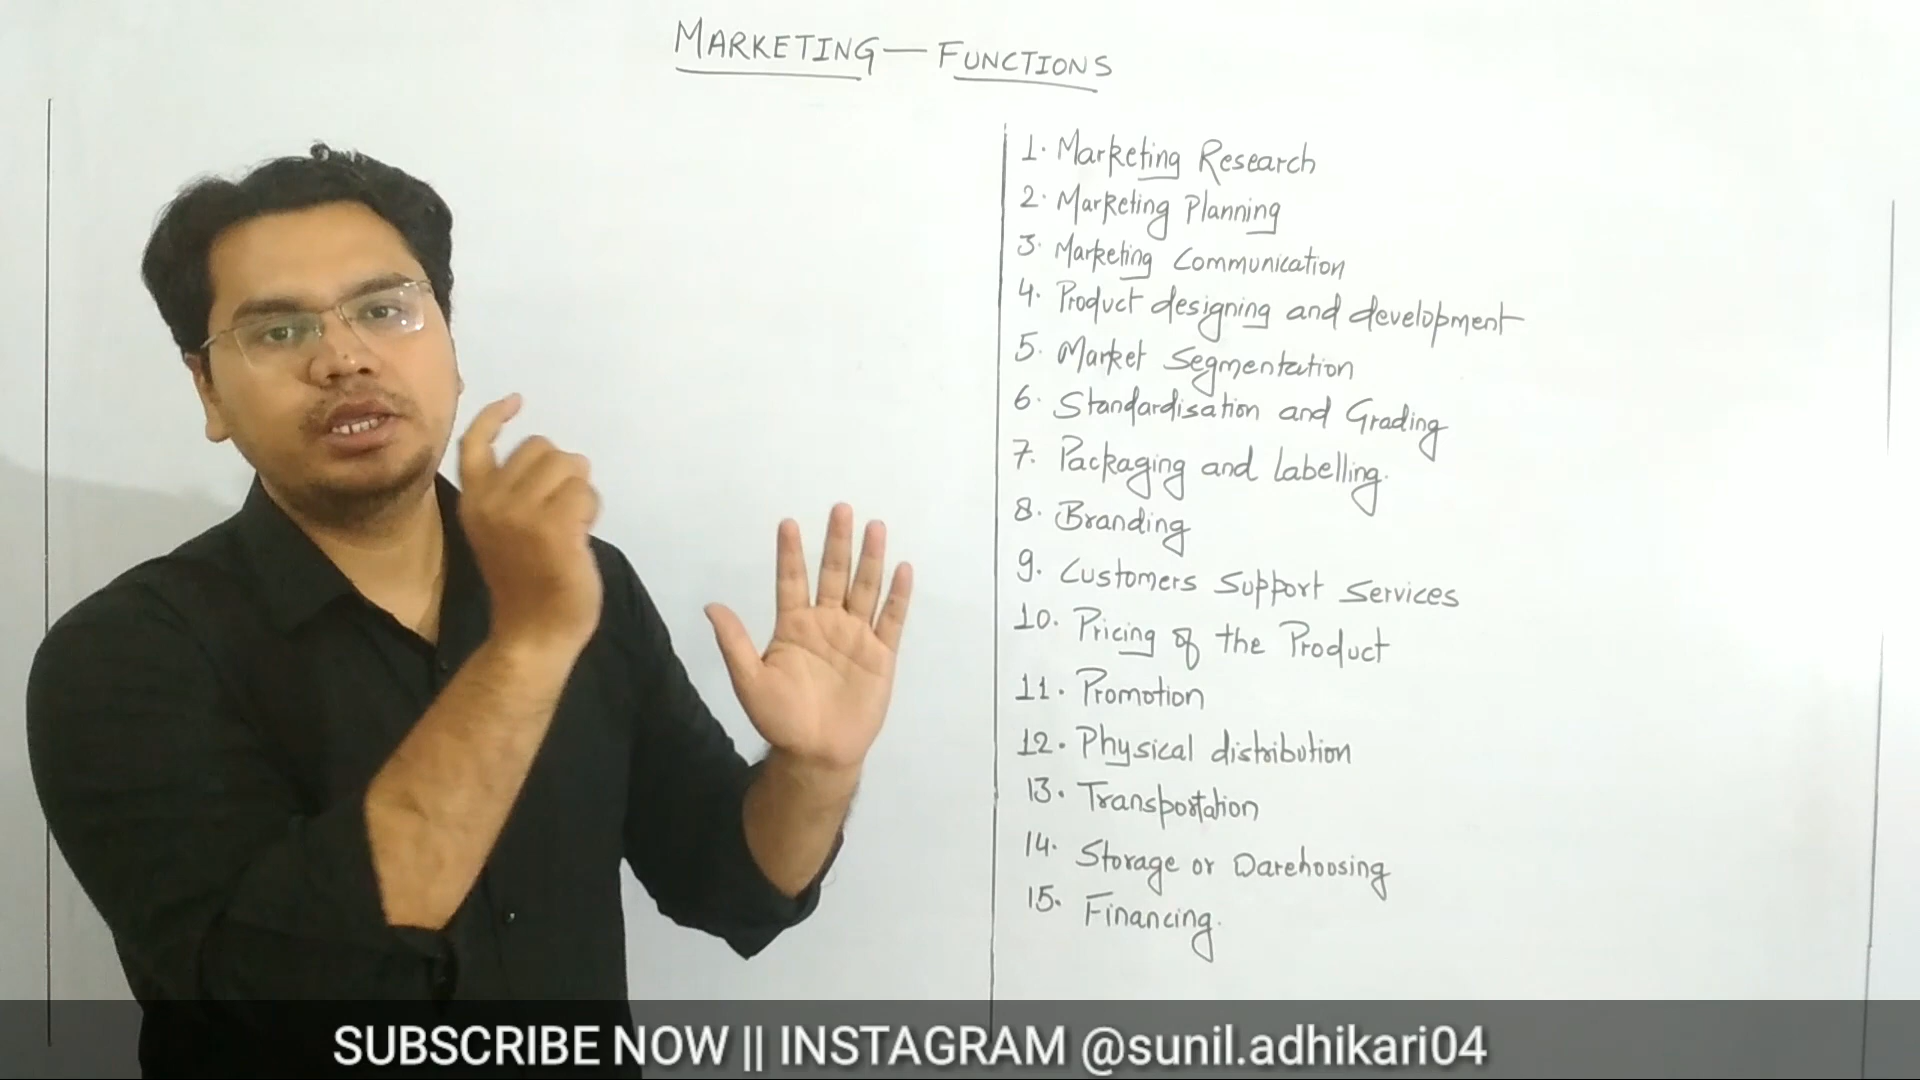 MARKETING — FUNCTIONS
1. Marketing Research
2. Marketing Planning
3. Marketing Communication
4. Product designing and development
5. Market Segmentation
6. Standardisation and Grading
7. Packaging and Labelling.
8. Branding
9. Customers Support Services
10. Pricing of the Product
11. Promotion
12. Physical distribution
13. Transportation
14. Storage or Warehoosing
15. Financing.
SUBSCRIBE NOW || INSTAGRAM @sunil.adhikari04